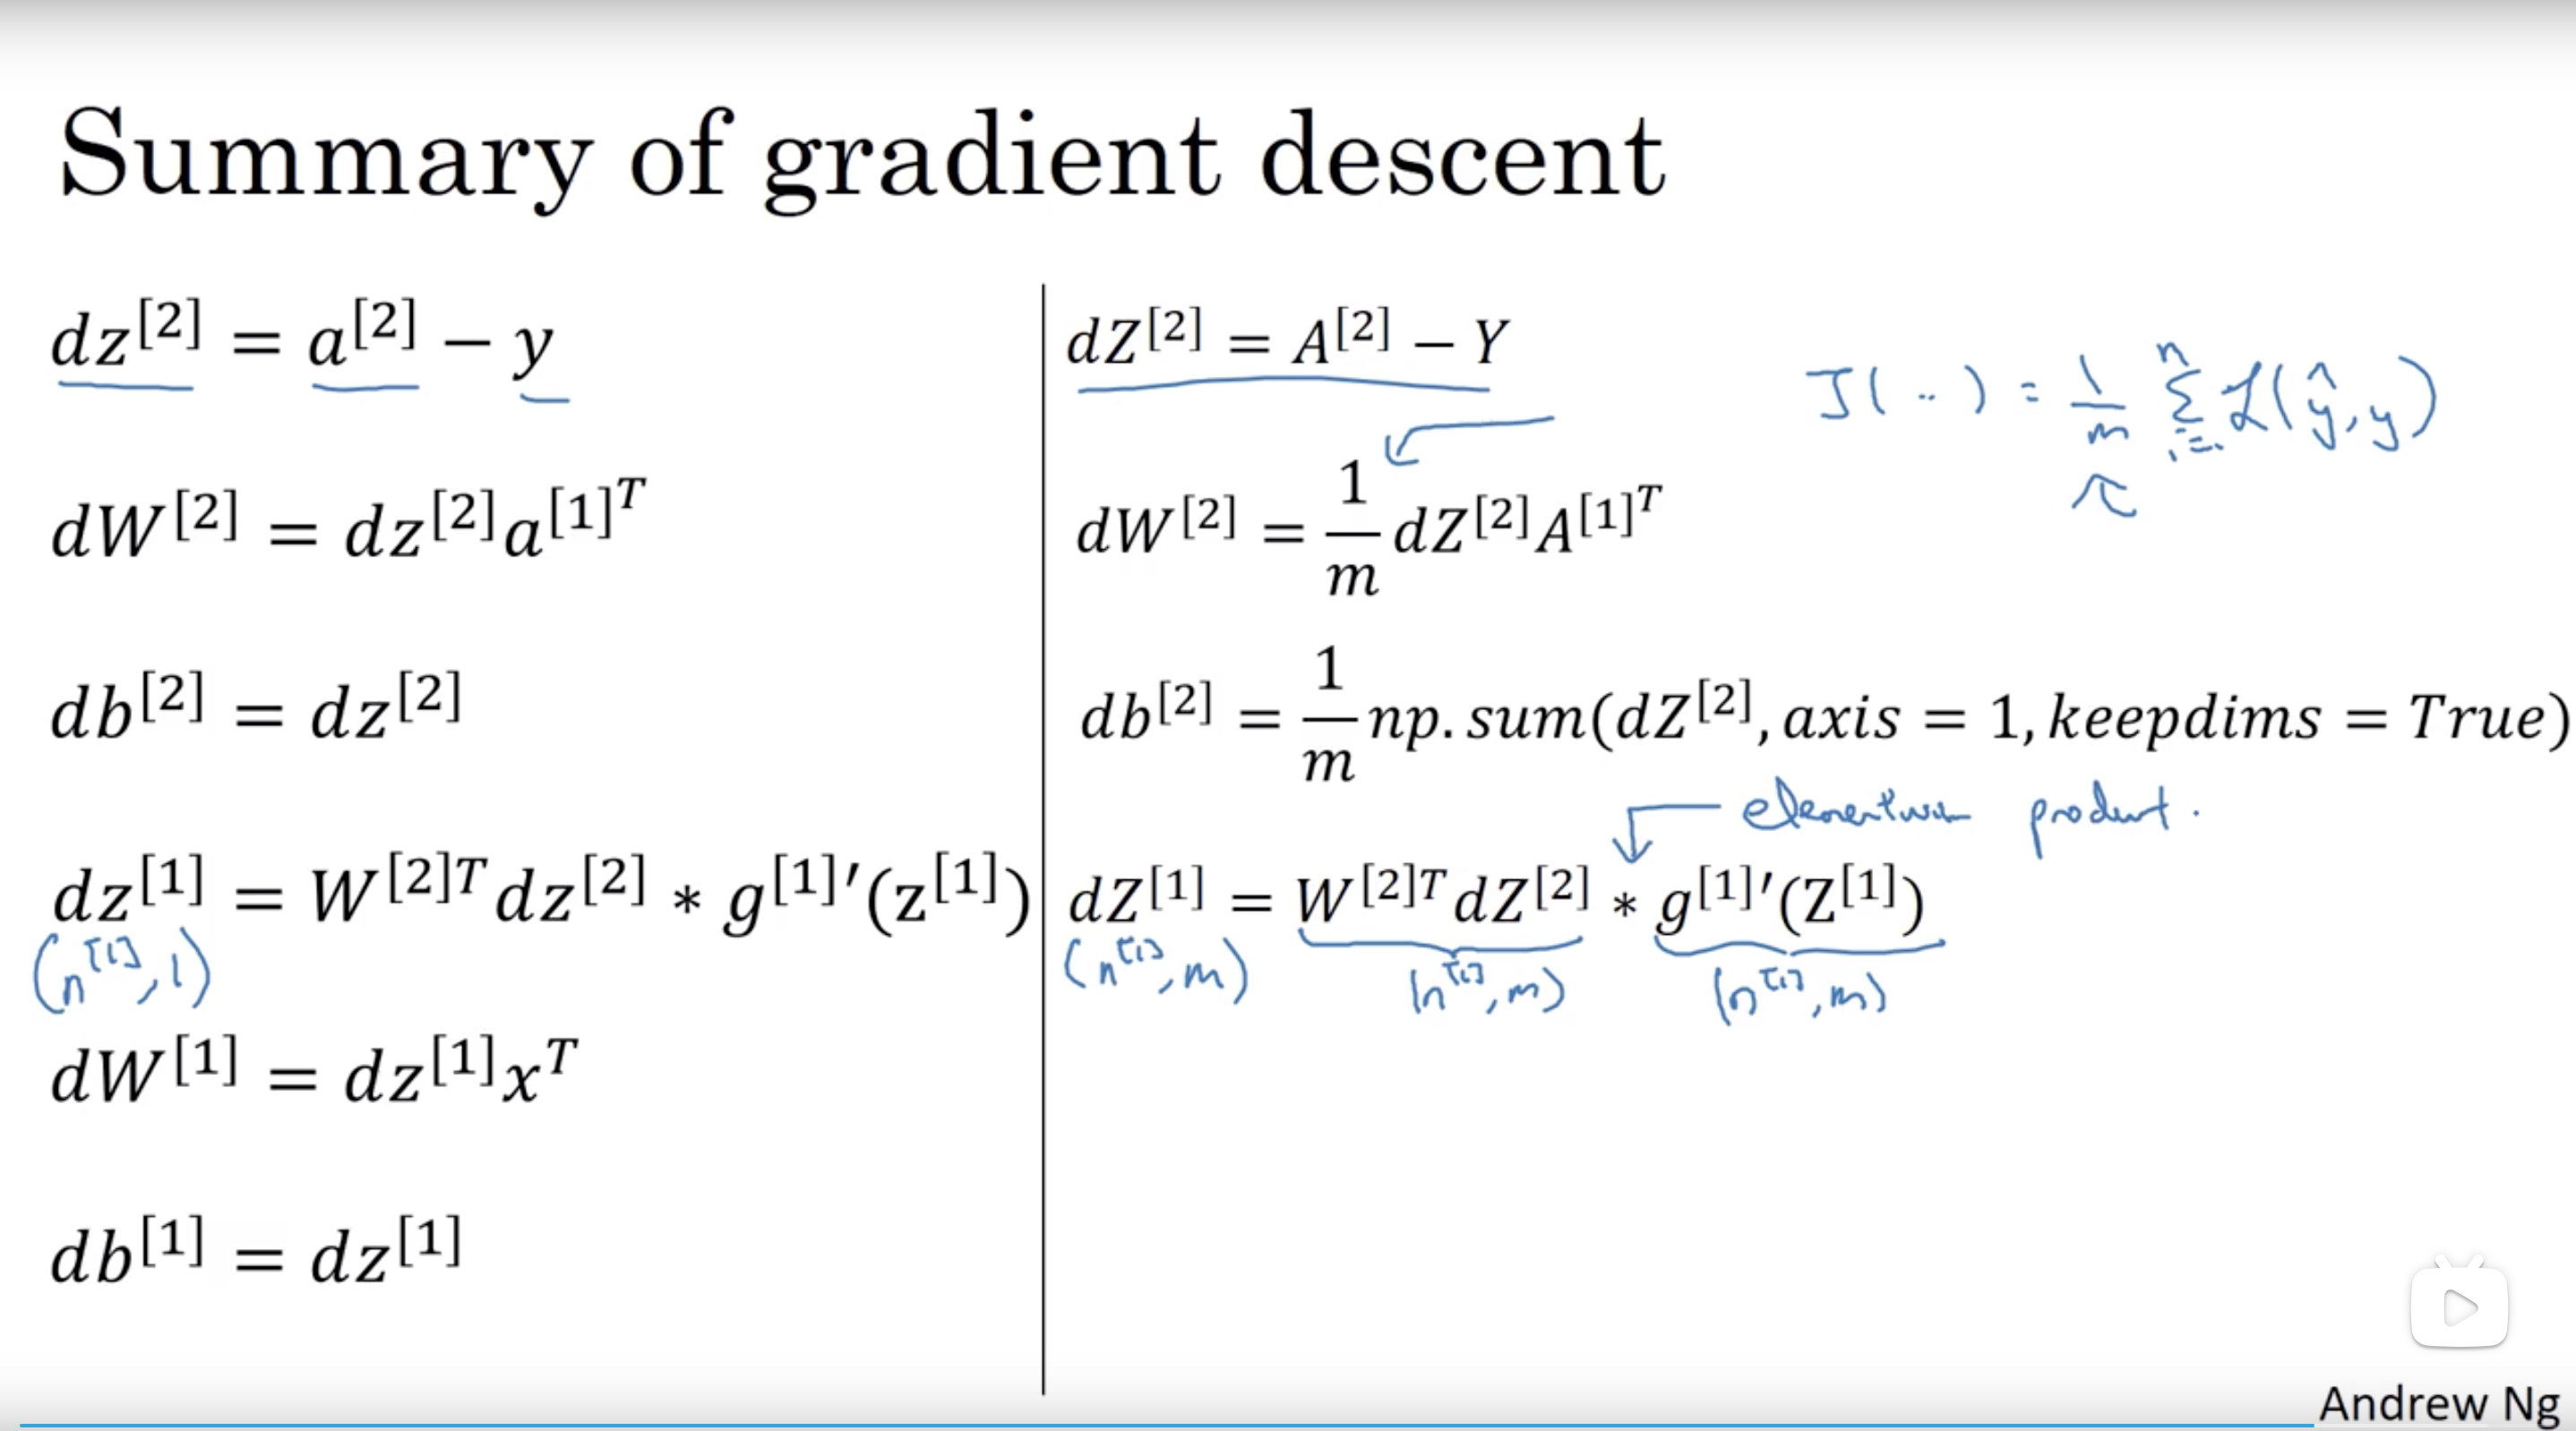 Summary of gradient descent
dz^[2] = a^[2] − y
dW^[2] = dz^[2]a^[1]^T
db^[2] = dz^[2]
dz^[1] = W^[2]T dz^[2] ∗ g^[1]′(z^[1])
(n^[1], 1)
dW^[1] = dz^[1]x^T
db^[1] = dz^[1]
dZ^[2] = A^[2] − Y
J(..) = 1/m Σ^n_i= ℒ(ŷ, y)
dW^[2] = 1/m dZ^[2]A^[1]^T
db^[2] = 1/m np.sum(dZ^[2], axis = 1, keepdims = True)
elementwise product.
dZ^[1] = W^[2]T dZ^[2] ∗ g^[1]′(Z^[1])
(n^[1], m) (n^[1], m) (n^[1], m)
Andrew Ng